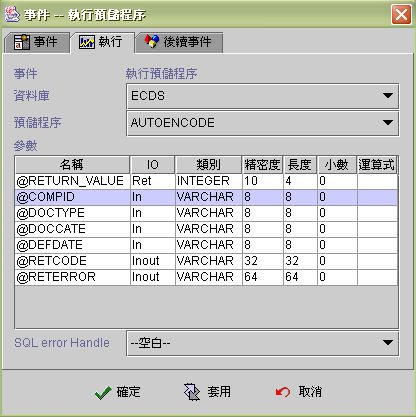 事件 -- 執行預儲程序
事件 執行 後續事件
事件 執行預儲程序
資料庫 ECDS
預儲程序 AUTOENCODE
參數
名稱 IO 類別 精密度 長度 小數 運算式
@RETURN_VALUE Ret INTEGER 10 4 0
@COMPID In VARCHAR 8 8 0
@DOCTYPE In VARCHAR 8 8 0
@DOCCATE In VARCHAR 8 8 0
@DEFDATE In VARCHAR 8 8 0
@RETCODE Inout VARCHAR 32 32 0
@RETERROR Inout VARCHAR 64 64 0
SQL error Handle --空白--
確定 套用 取消